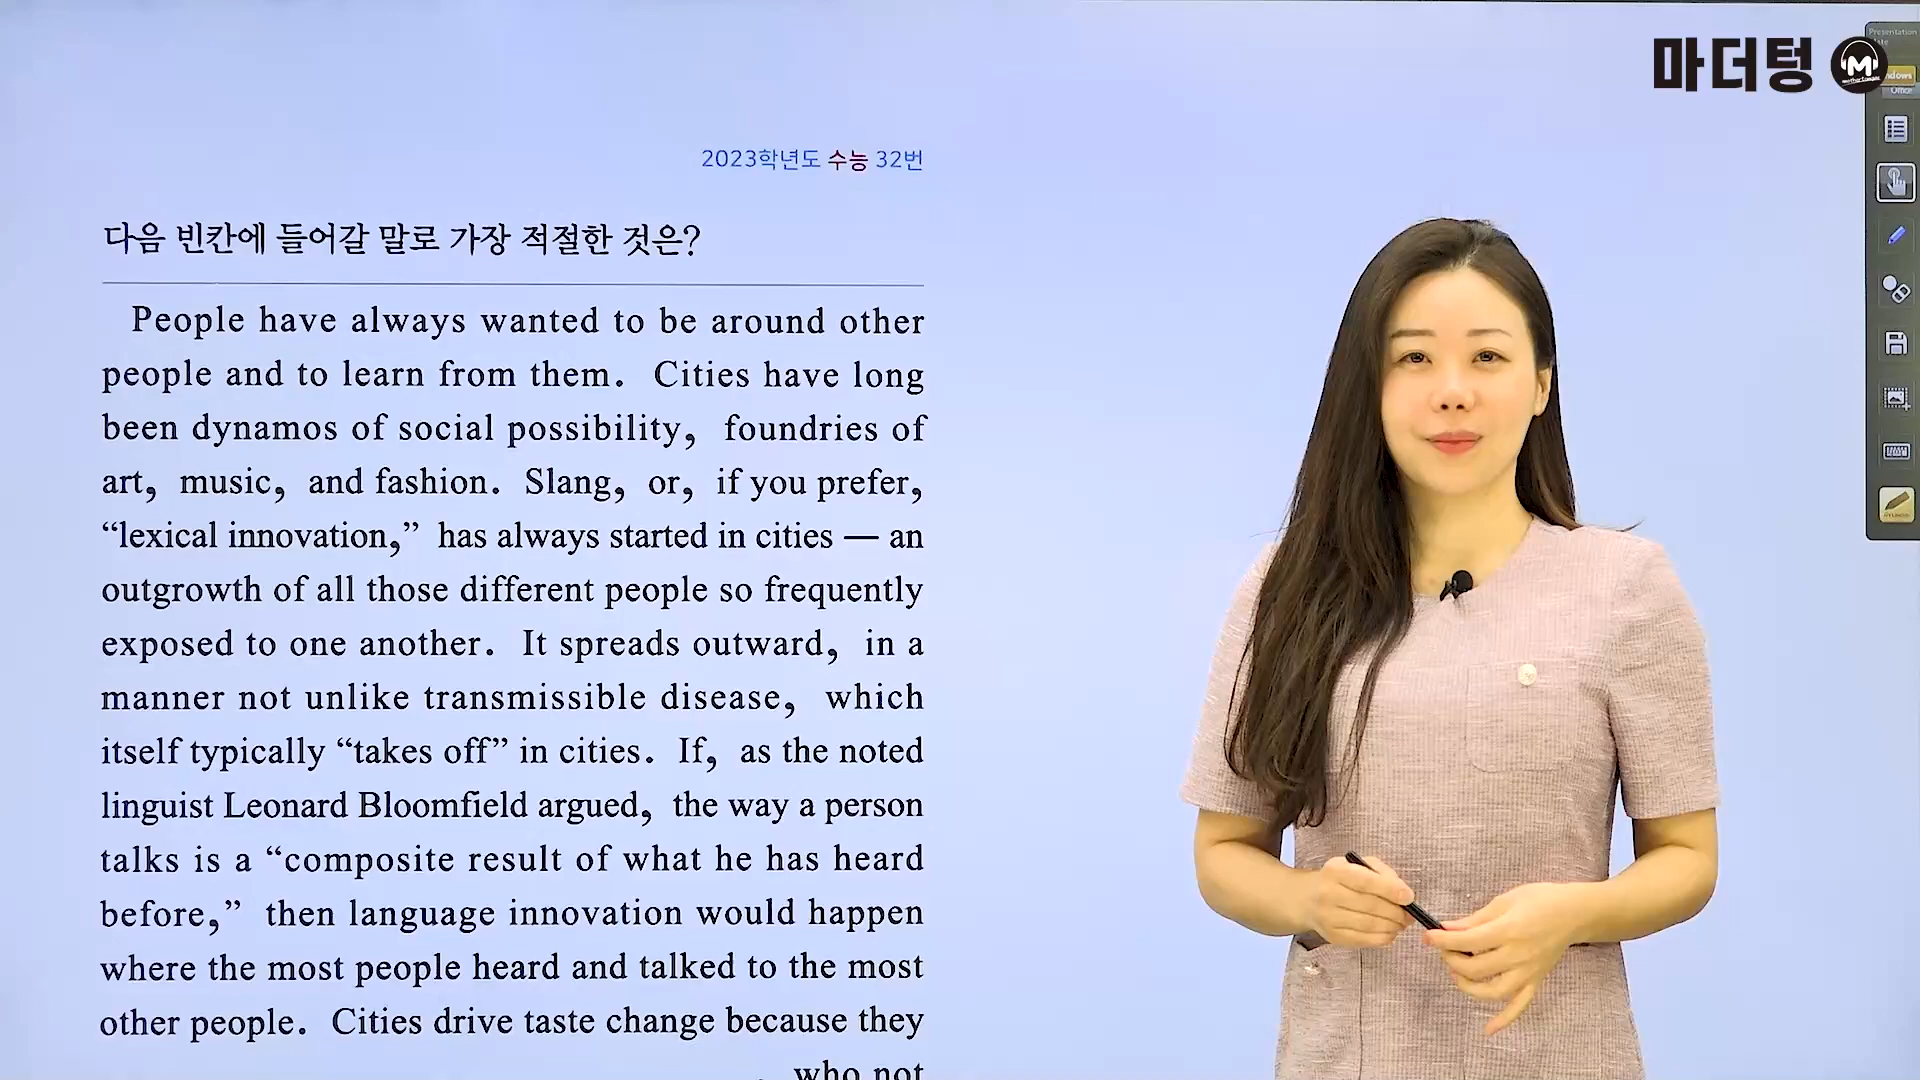 마더텅
Presentation
Office
2023학년도 수능 32번
다음 빈칸에 들어갈 말로 가장 적절한 것은?
People have always wanted to be around other
people and to learn from them. Cities have long
been dynamos of social possibility, foundries of
art, music, and fashion. Slang, or, if you prefer,
“lexical innovation,” has always started in cities — an
outgrowth of all those different people so frequently
exposed to one another. It spreads outward, in a
manner not unlike transmissible disease, which
itself typically “takes off” in cities. If, as the noted
linguist Leonard Bloomfield argued, the way a person
talks is a “composite result of what he has heard
before,” then language innovation would happen
where the most people heard and talked to the most
other people. Cities drive taste change because they
who not